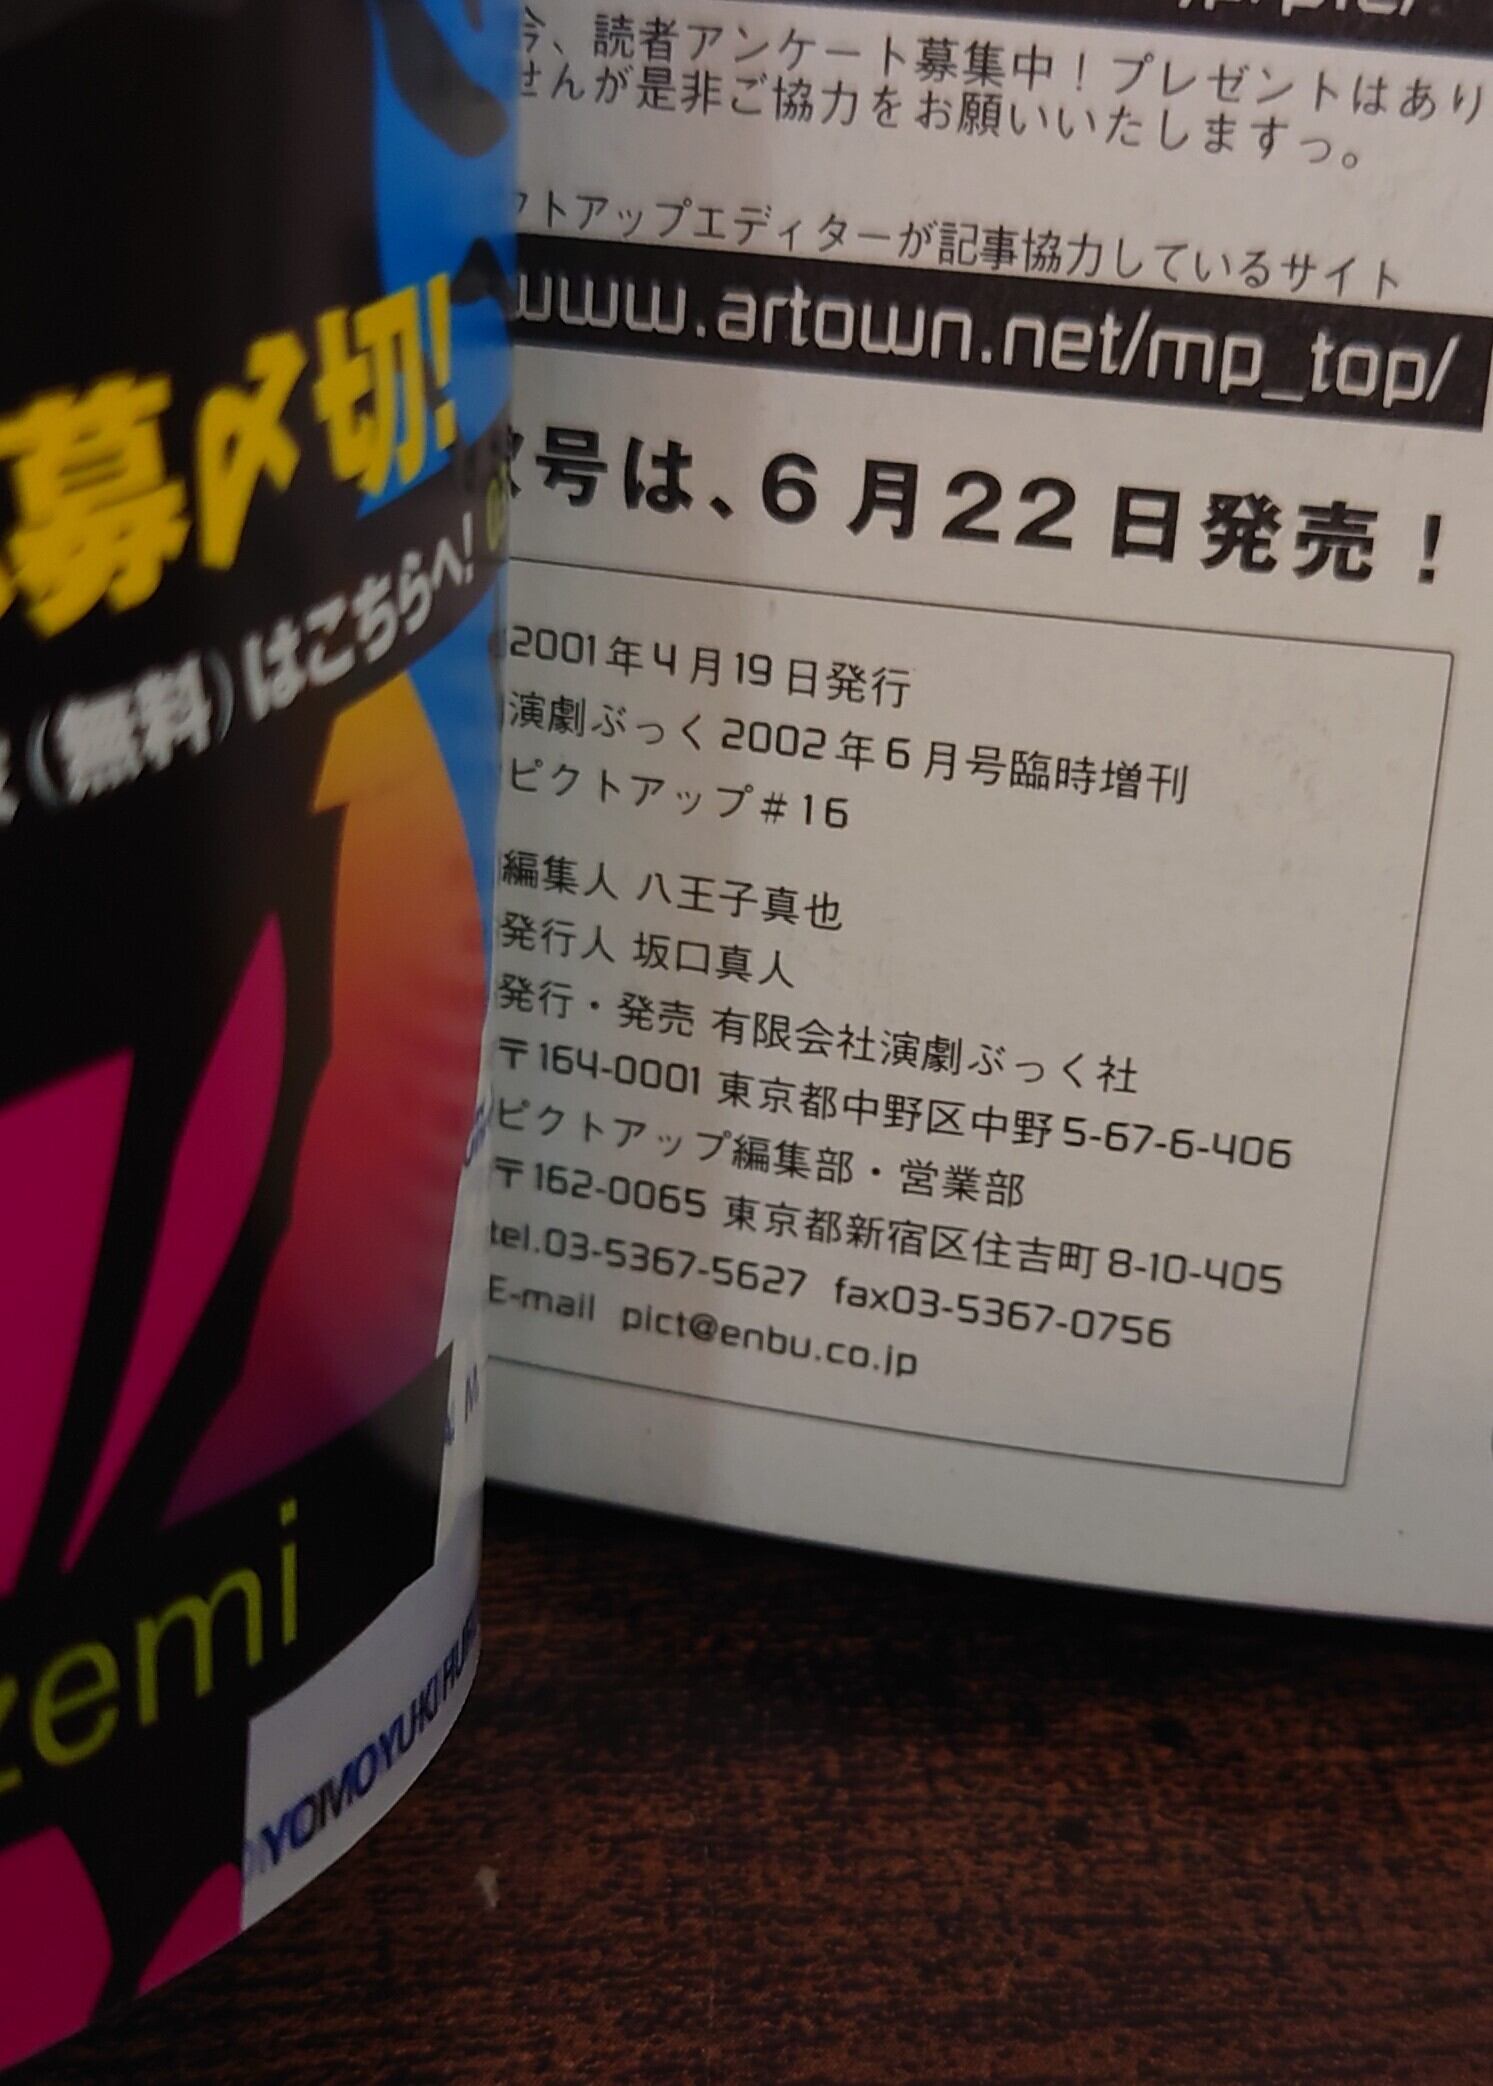 今、読者アンケート募集中！プレゼントはあり
せんが是非ご協力をお願いいたしますっ。
クトアップエディターが記事協力しているサイト
www.artown.net/mp_top/
次号は、6月22日発売！
2001年4月19日発行
演劇ぶっく2002年6月号臨時増刊
ピクトアップ#16
編集人 八王子真也
発行人 坂口真人
発行・発売 有限会社演劇ぶっく社
〒164-0001 東京都中野区中野5-67-6-406
ピクトアップ編集部・営業部
〒162-0065 東京都新宿区住吉町8-10-405
tel.03-5367-5627 fax03-5367-0756
E-mail pict@enbu.co.jp
募〆切!
(無料)はこちらへ!
zemi